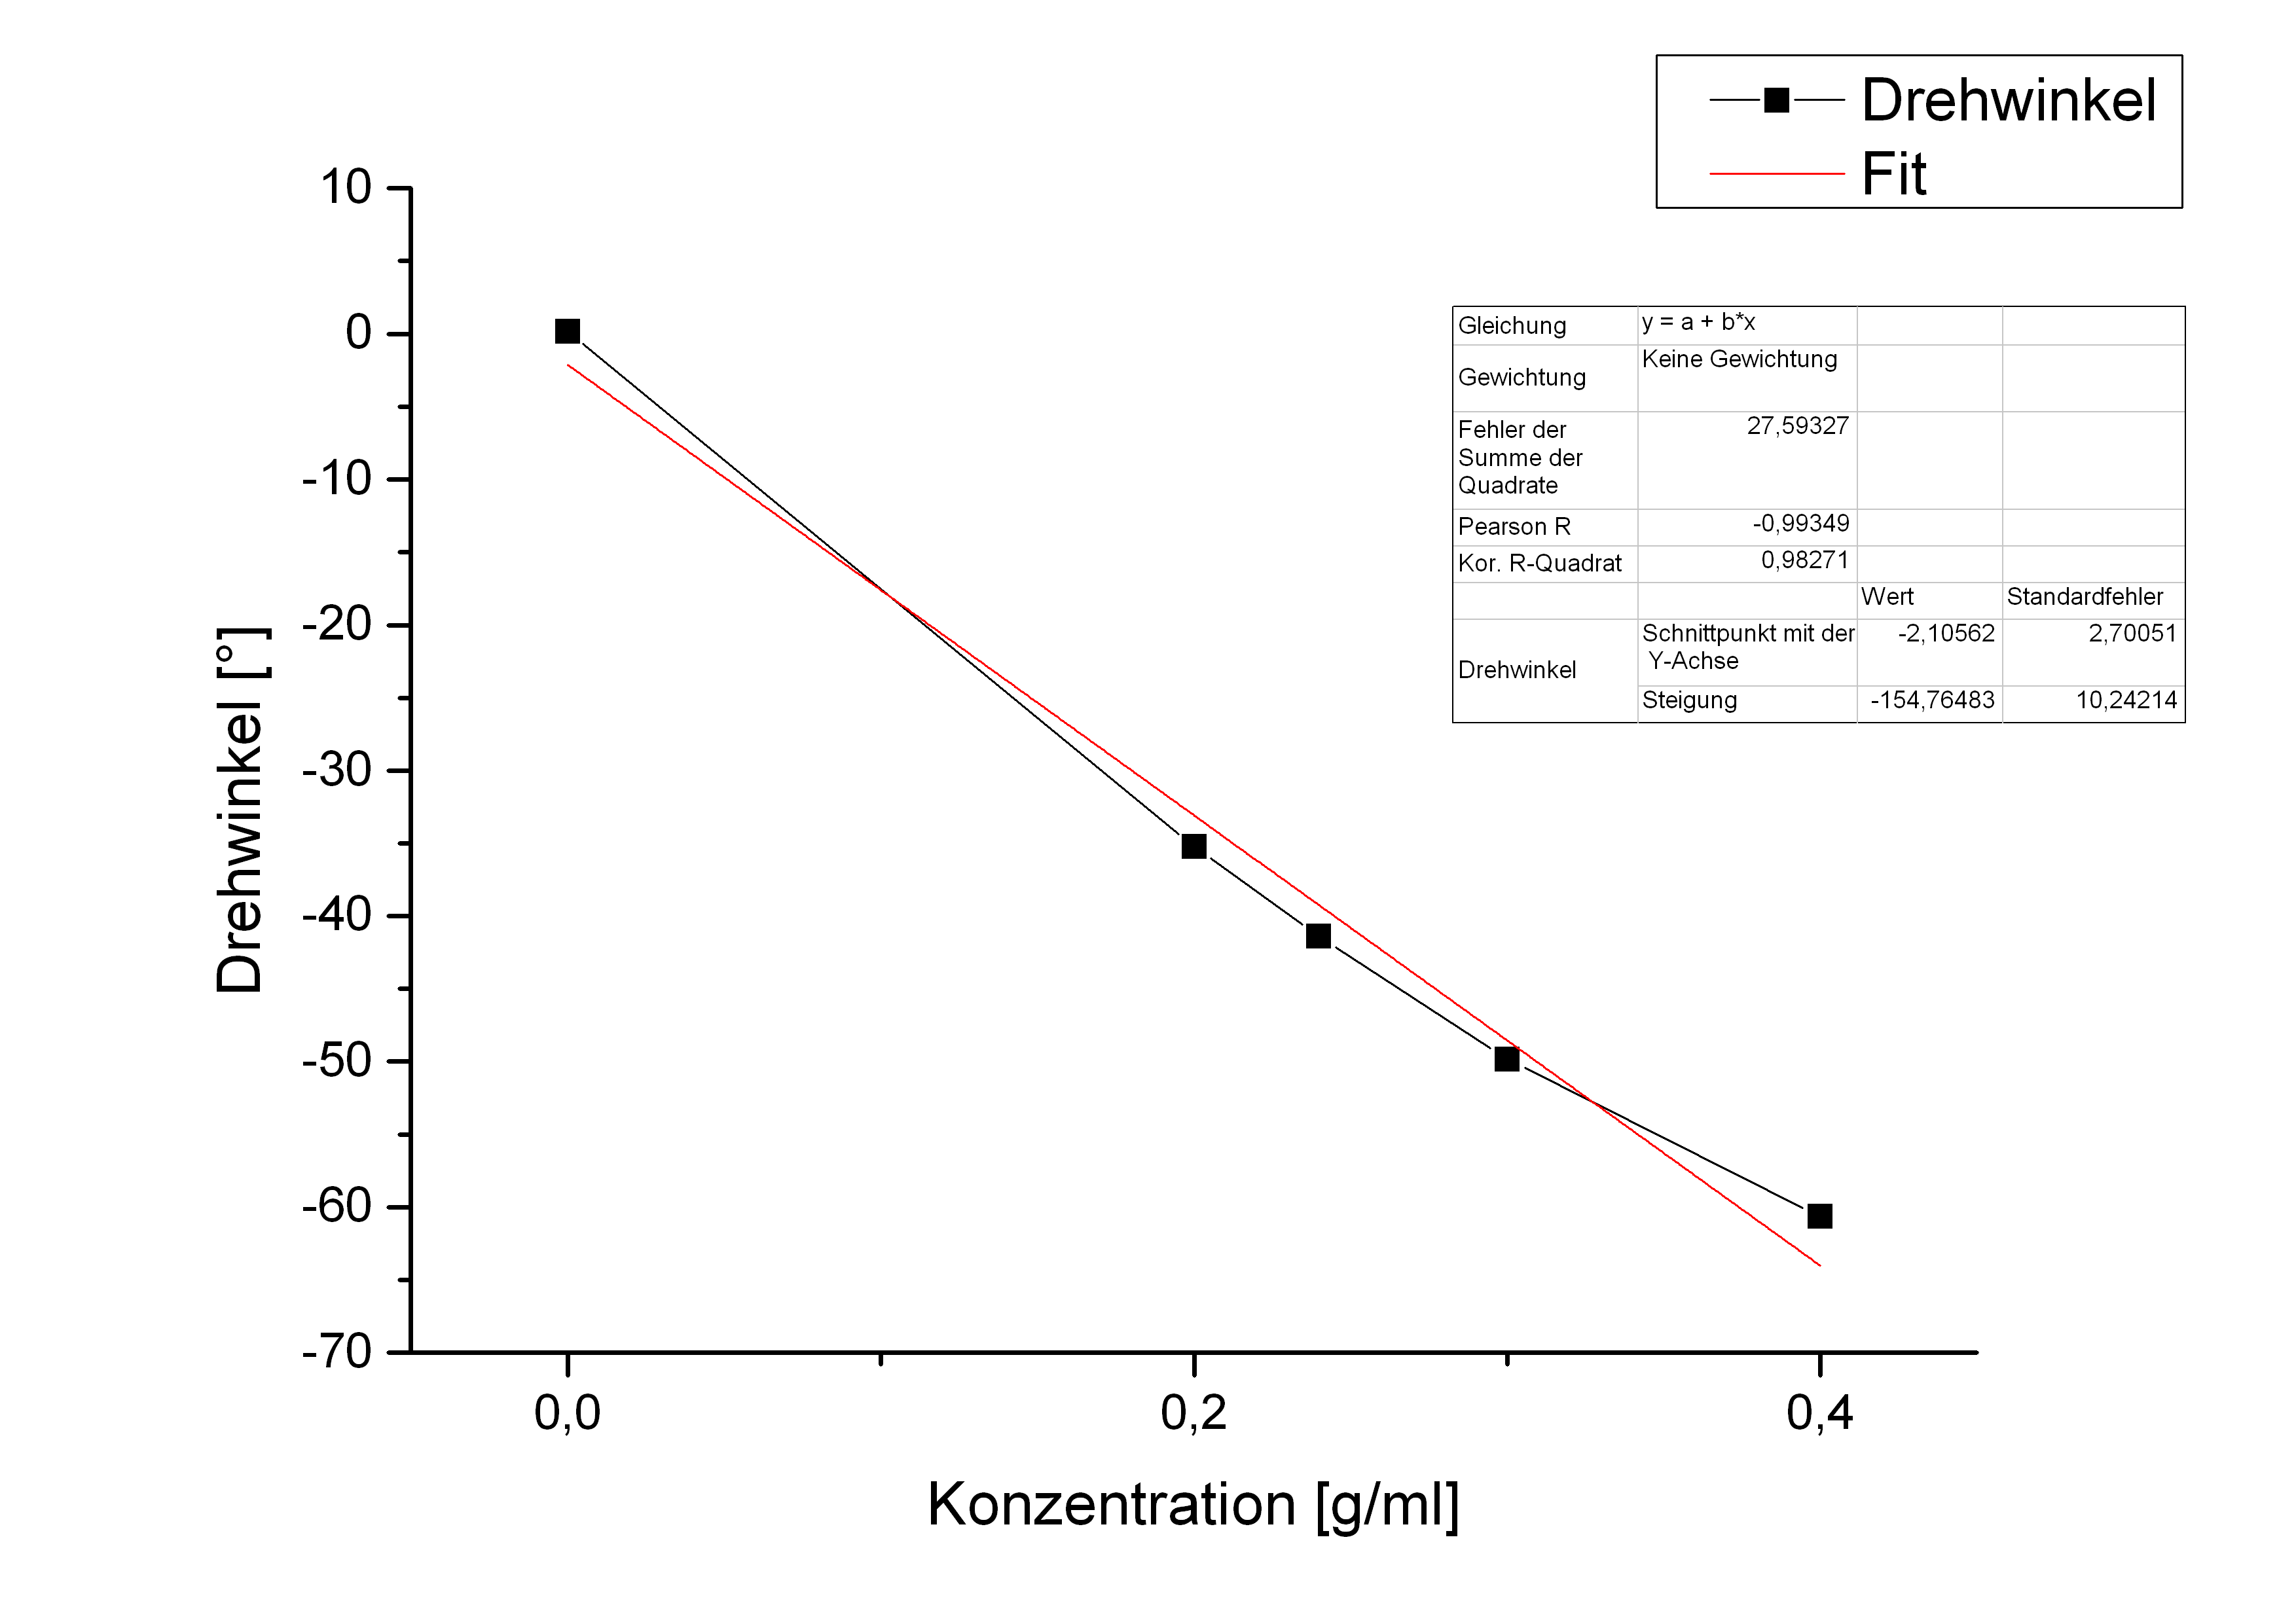 Drehwinkel
Fit
10
0
-10
-20
-30
-40
-50
-60
-70
Drehwinkel [°]
0,0
0,2
0,4
Konzentration [g/ml]
Gleichung y = a + b*x
Gewichtung Keine Gewichtung
Fehler der 27,59327
Summe der
Quadrate
Pearson R -0,99349
Kor. R-Quadrat 0,98271
Wert Standardfehler
Drehwinkel
Schnittpunkt mit der -2,10562 2,70051
Y-Achse
Steigung -154,76483 10,24214